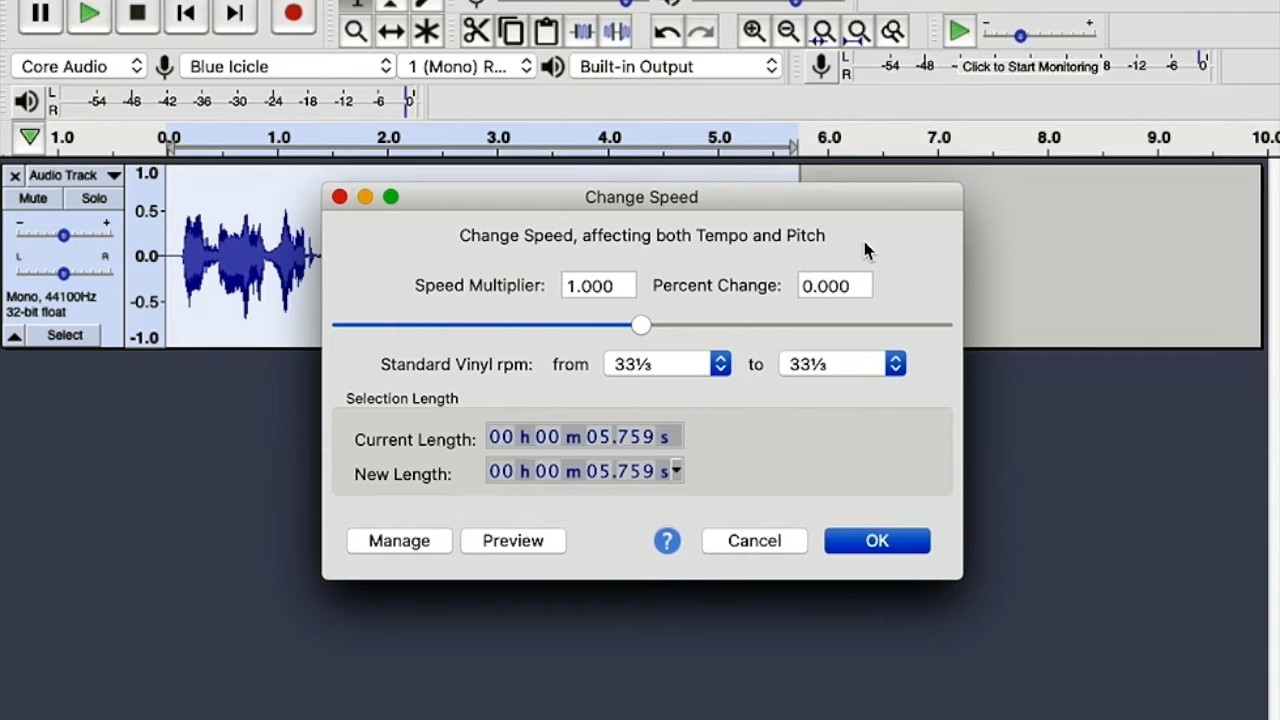 Core Audio Blue Icicle 1 (Mono) R... Built-in Output L R -54 -48 Click to Start Monitoring 8 -12 -6 0
L R -54 -48 -42 -36 -30 -24 -18 -12 -6 0
1.0 0.0 1.0 2.0 3.0 4.0 5.0 6.0 7.0 8.0 9.0 10.0
× Audio Track 1.0
Mute Solo
- + 0.5
L R 0.0
Mono, 44100Hz -0.5
32-bit float
Select -1.0
Change Speed
Change Speed, affecting both Tempo and Pitch
Speed Multiplier: 1.000 Percent Change: 0.000
Standard Vinyl rpm: from 33⅓ to 33⅓
Selection Length
Current Length: 00 h 00 m 05.759 s
New Length: 00 h 00 m 05.759 s
Manage Preview ? Cancel OK